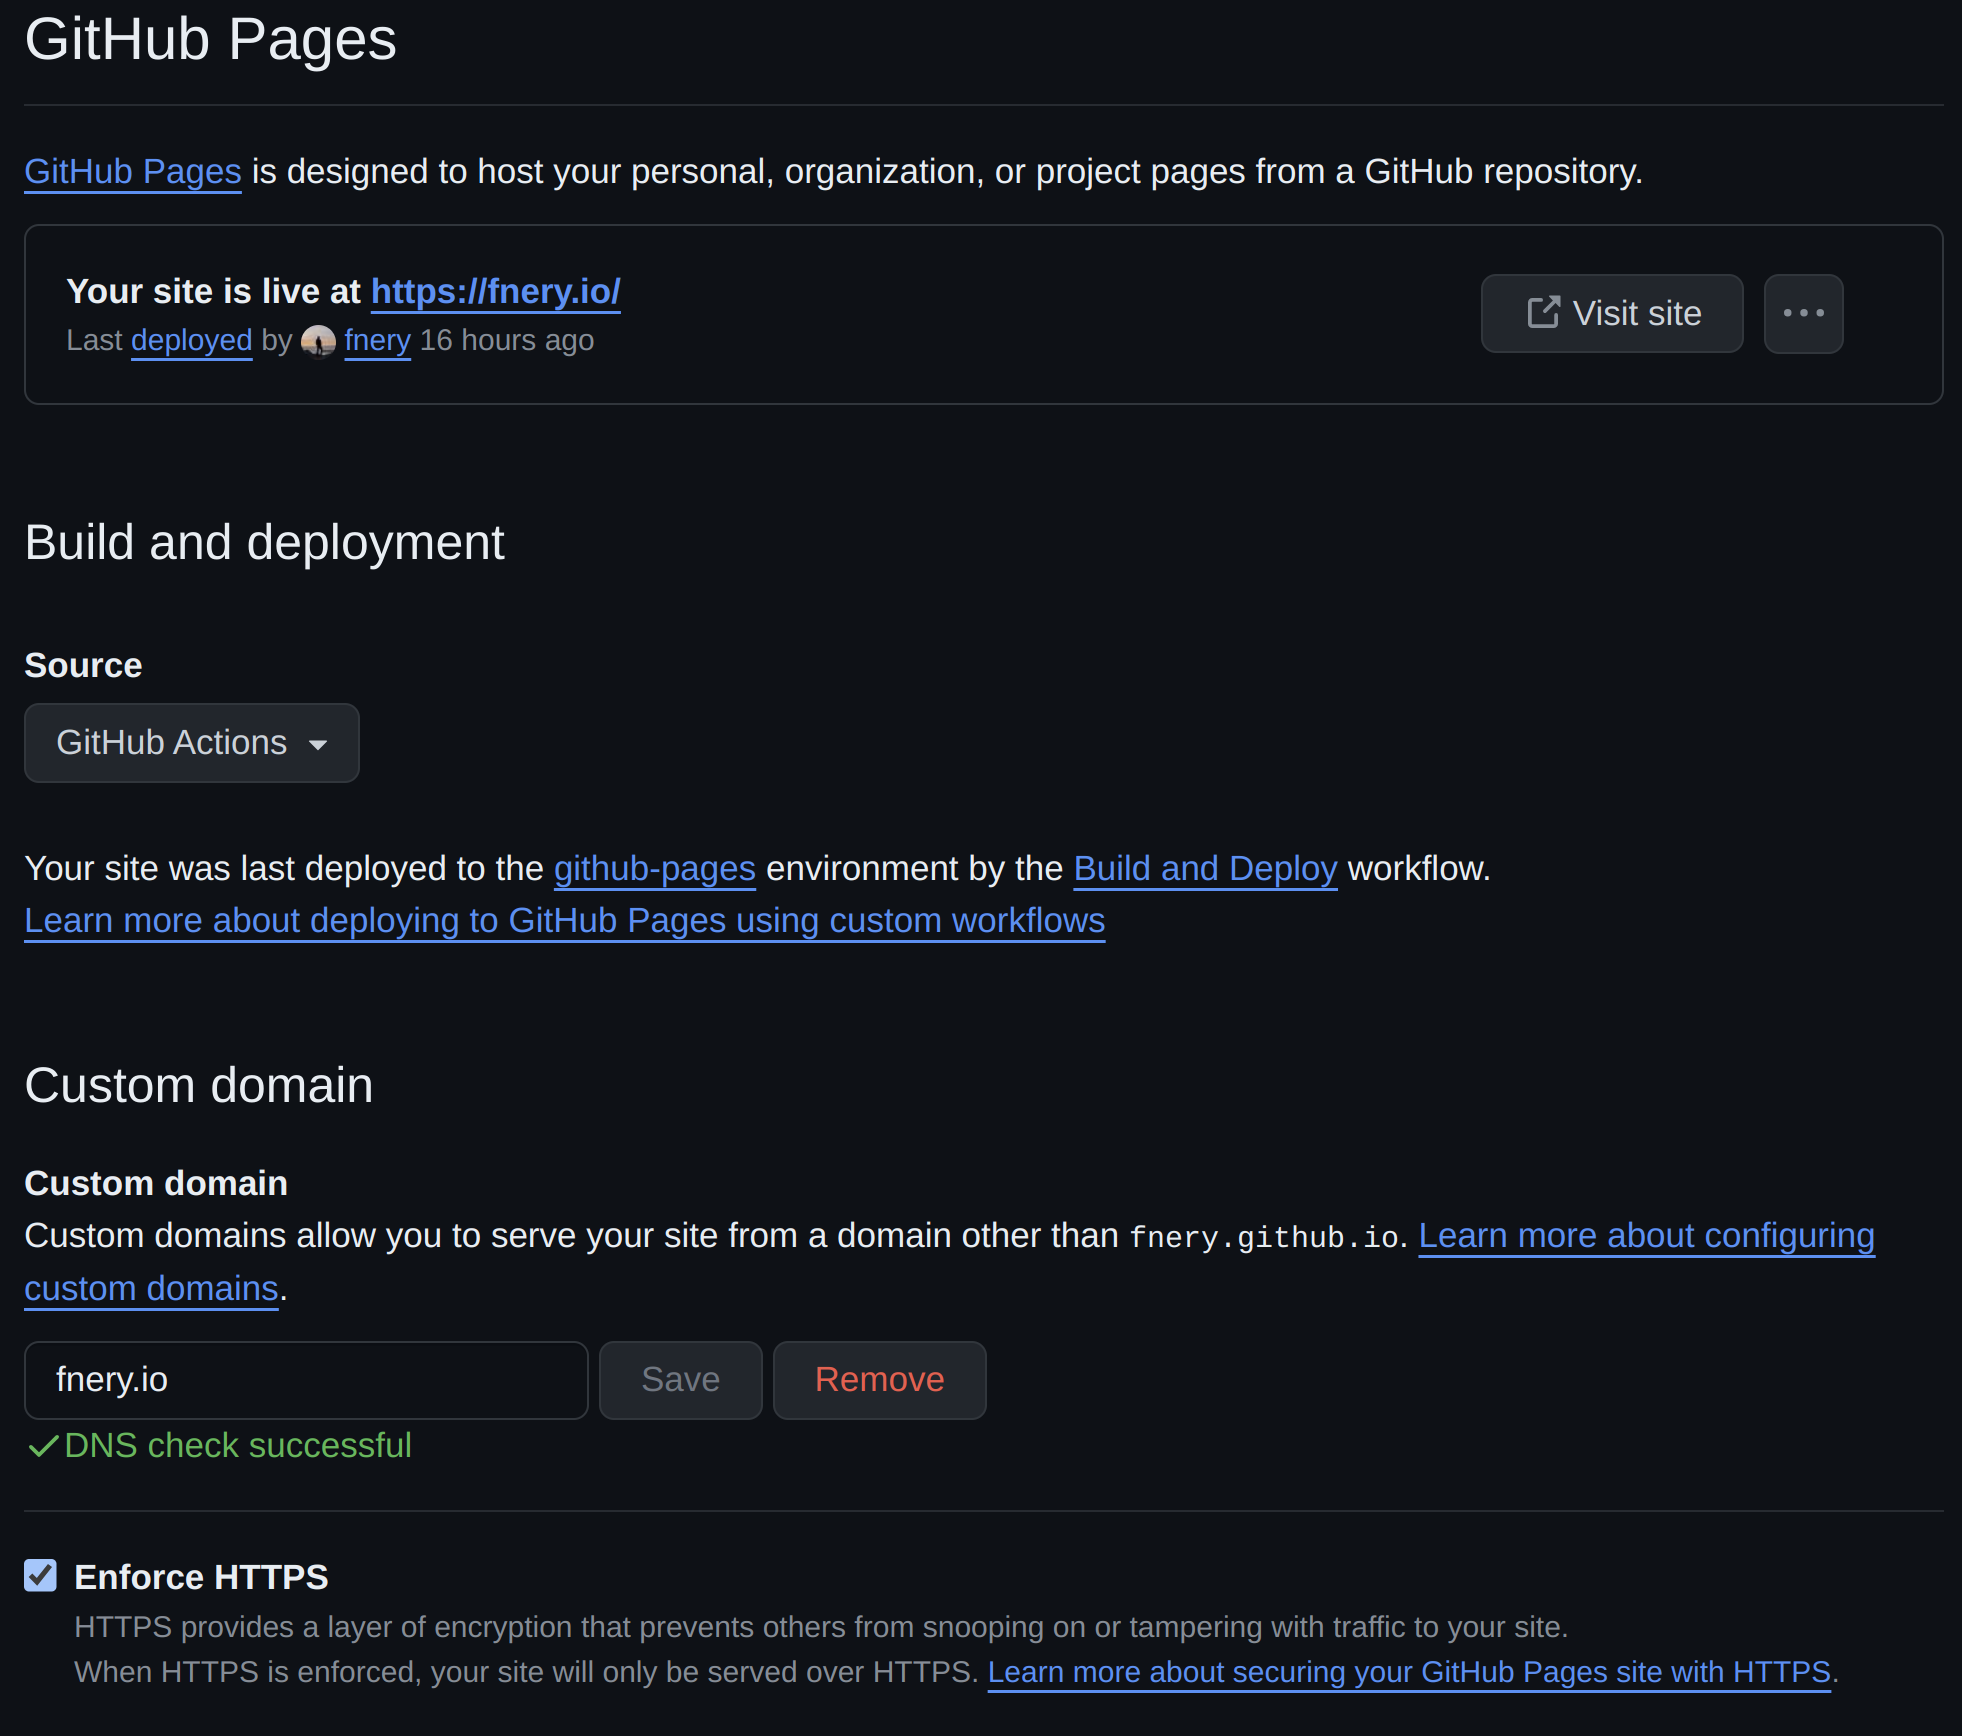 GitHub Pages
GitHub Pages is designed to host your personal, organization, or project pages from a GitHub repository.
Your site is live at https://fnery.io/
Last deployed by fnery 16 hours ago
Visit site
Build and deployment
Source
GitHub Actions
Your site was last deployed to the github-pages environment by the Build and Deploy workflow.
Learn more about deploying to GitHub Pages using custom workflows
Custom domain
Custom domain
Custom domains allow you to serve your site from a domain other than fnery.github.io. Learn more about configuring
custom domains.
fnery.io
Save
Remove
DNS check successful
Enforce HTTPS
HTTPS provides a layer of encryption that prevents others from snooping on or tampering with traffic to your site.
When HTTPS is enforced, your site will only be served over HTTPS. Learn more about securing your GitHub Pages site with HTTPS.